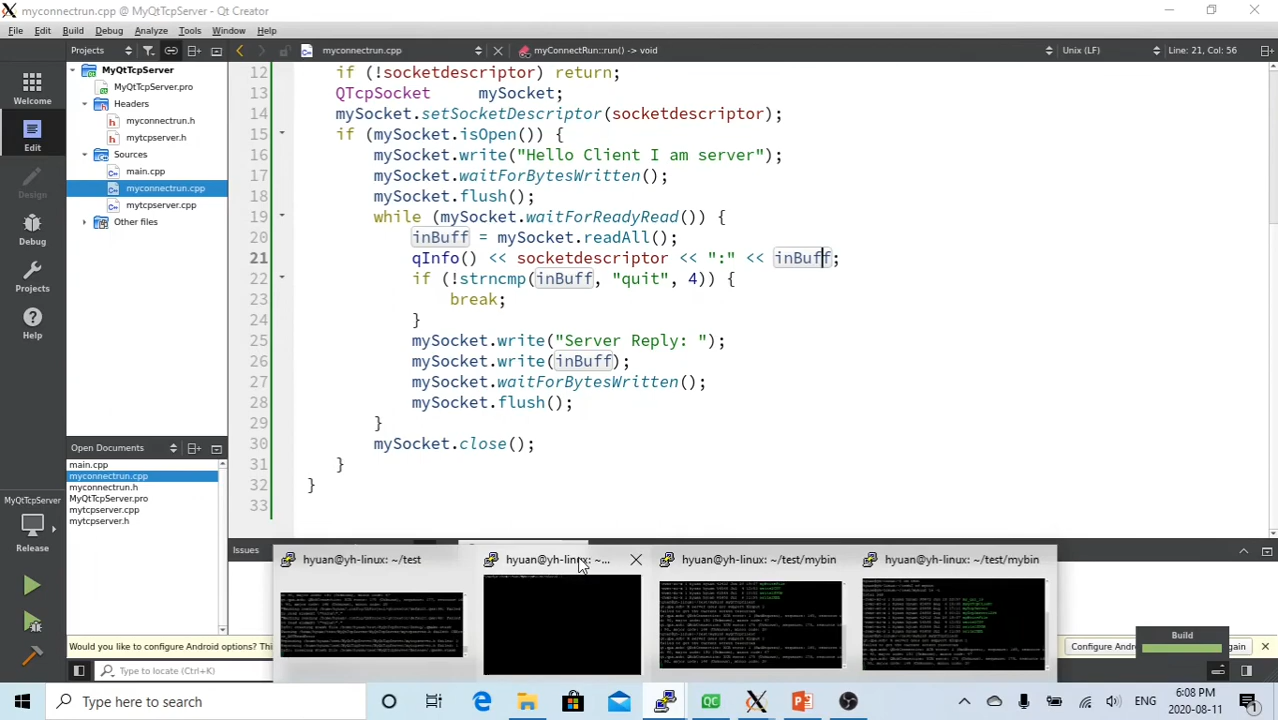 myconnectrun.cpp @ MyQtTcpServer - Qt Creator
File Edit Build Debug Analyze Tools Window Help
Projects myconnectrun.cpp myConnectRun::run() -> void Unix (LF) Line: 21, Col: 56
Welcome
Edit
Design
Debug
Projects
Help
MyQtTcpServer
Release
MyQtTcpServer
MyQtTcpServer.pro
Headers
myconnectrun.h
mytcpserver.h
Sources
main.cpp
myconnectrun.cpp
mytcpserver.cpp
Other files
Open Documents
main.cpp
myconnectrun.cpp
myconnectrun.h
MyQtTcpServer.pro
mytcpserver.cpp
mytcpserver.h
12 if (!socketdescriptor) return;
13 QTcpSocket mySocket;
14 mySocket.setSocketDescriptor(socketdescriptor);
15 if (mySocket.isOpen()) {
16 mySocket.write("Hello Client I am server");
17 mySocket.waitForBytesWritten();
18 mySocket.flush();
19 while (mySocket.waitForReadyRead()) {
20 inBuff = mySocket.readAll();
21 qInfo() << socketdescriptor << ":" << inBuff;
22 if (!strncmp(inBuff, "quit", 4)) {
23 break;
24 }
25 mySocket.write("Server Reply: ");
26 mySocket.write(inBuff);
27 mySocket.waitForBytesWritten();
28 mySocket.flush();
29 }
30 mySocket.close();
31 }
32 }
33
Issues
hyuan@yh-linux: ~/test
hyuan@yh-linux: ~...
hyuan@yh-linux: ~/test/mybin
hyuan@yh-linux: ~/test/mybin
Would you like to configure
Type to locate (Ctrl+K)
Type here to search
ENG
6:08 PM
2020-08-11